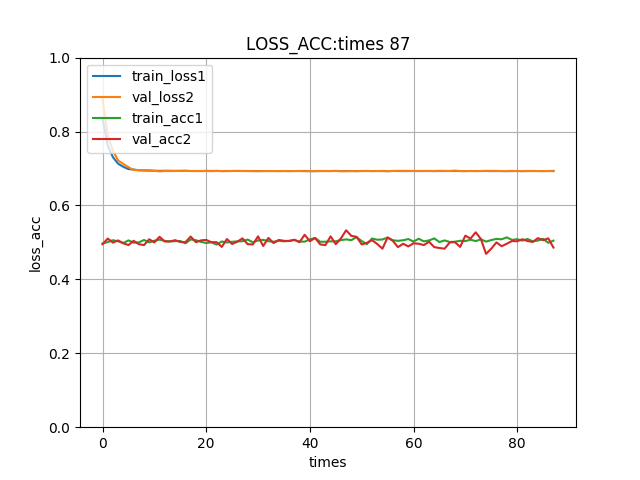 LOSS_ACC:times 87
1.0
0.8
0.6
0.4
0.2
0.0
loss_acc
train_loss1
val_loss2
train_acc1
val_acc2
0 20 40 60 80
times